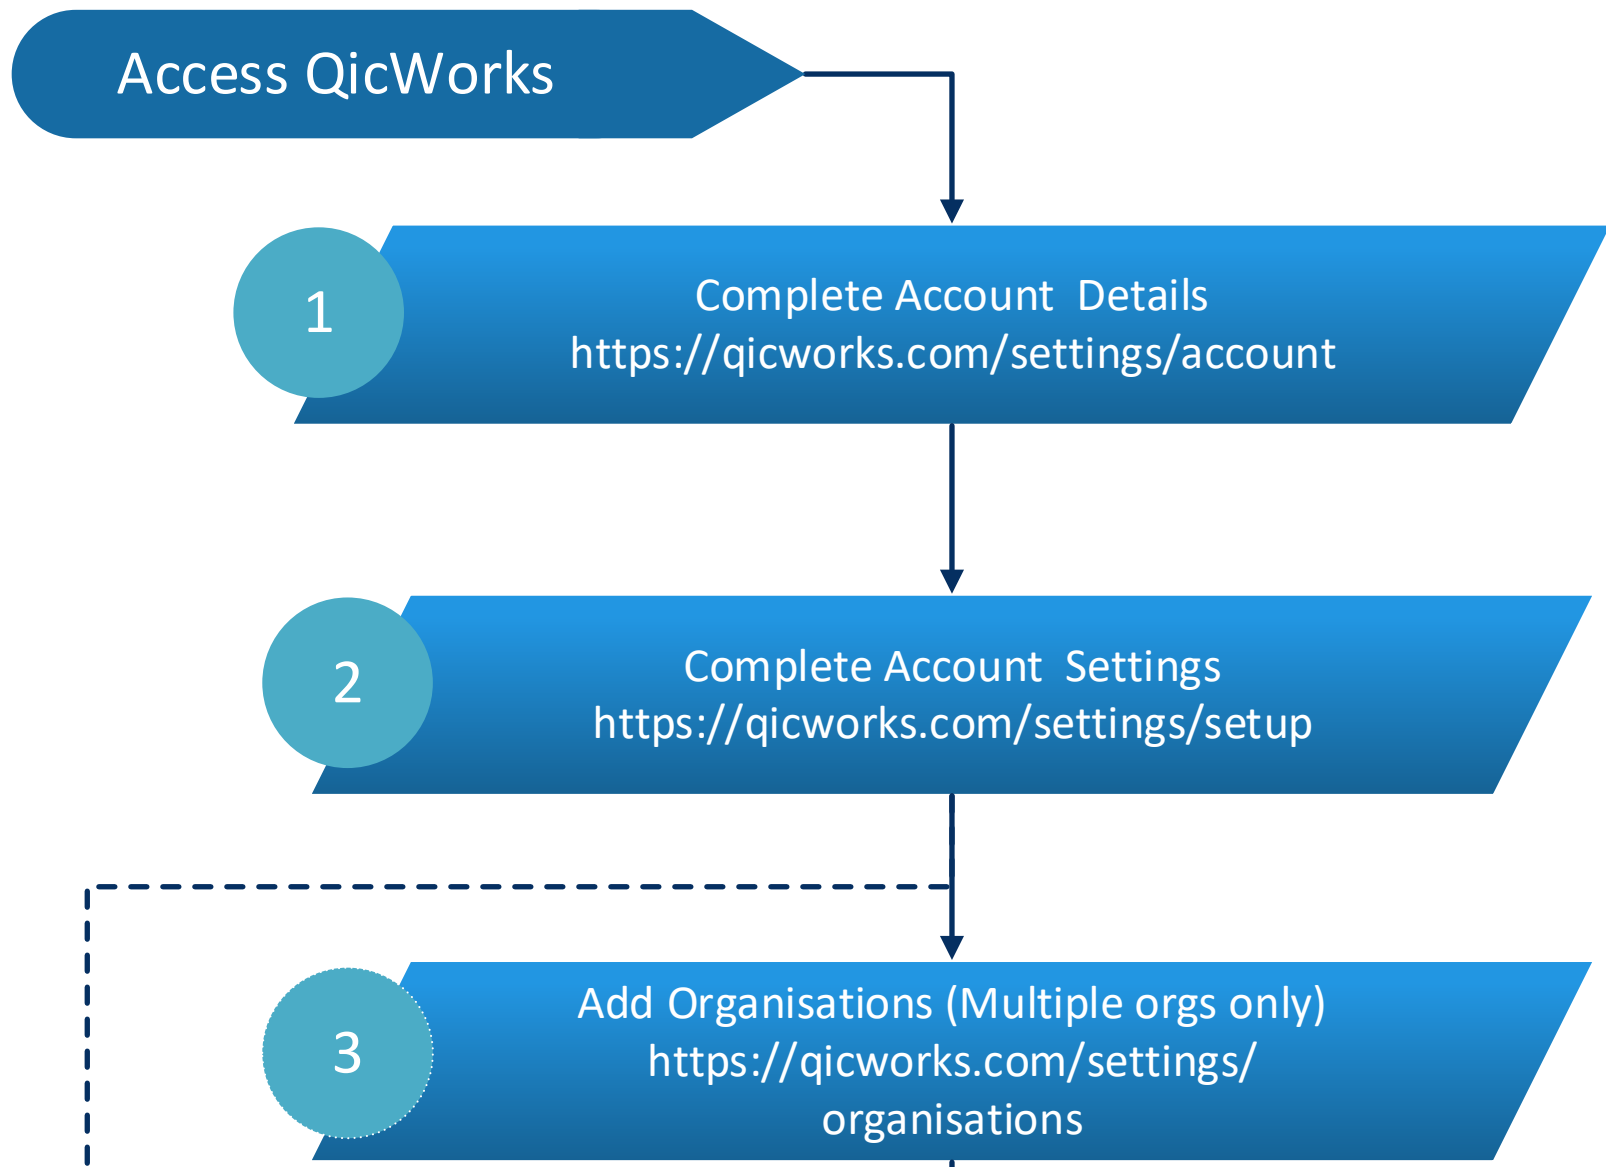 Access QicWorks
1
Complete Account  Details
https://qicworks.com/settings/account
2
Complete Account  Settings
https://qicworks.com/settings/setup
3
Add Organisations (Multiple orgs only)
https://qicworks.com/settings/
organisations